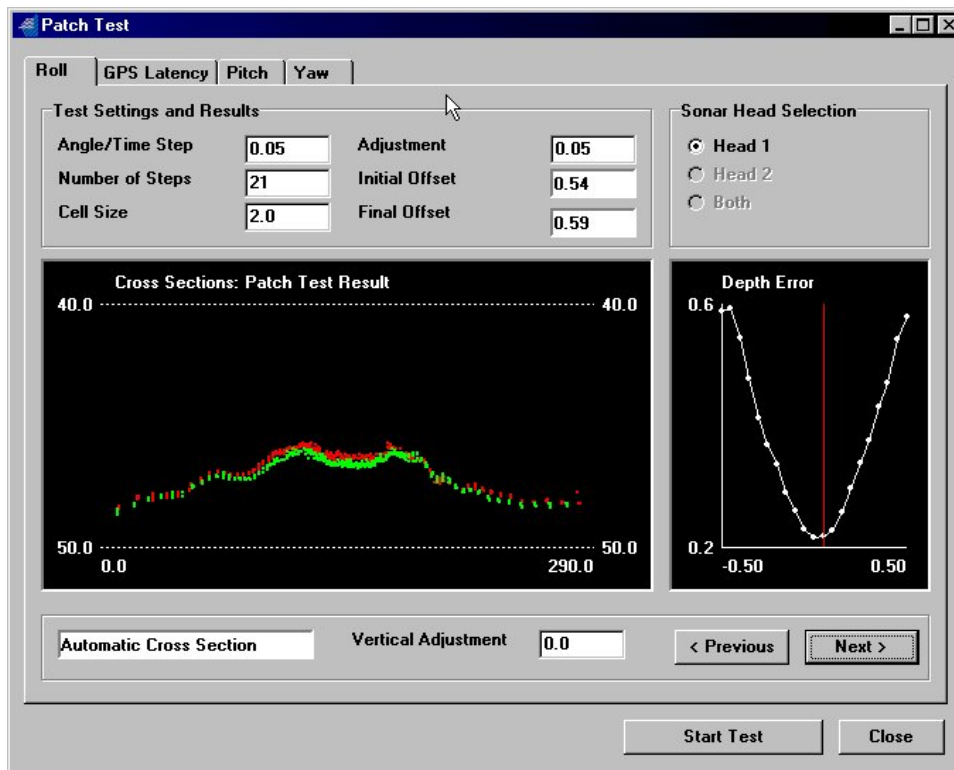 Patch Test
Roll GPS Latency Pitch Yaw
Test Settings and Results
Angle/Time Step 0.05 Adjustment 0.05
Number of Steps 21 Initial Offset 0.54
Cell Size 2.0 Final Offset 0.59
Sonar Head Selection
Head 1
Head 2
Both
Cross Sections: Patch Test Result
40.0 40.0
50.0 50.0
0.0 290.0
Depth Error
0.6
0.2
-0.50 0.50
Automatic Cross Section Vertical Adjustment 0.0 < Previous Next >
Start Test Close